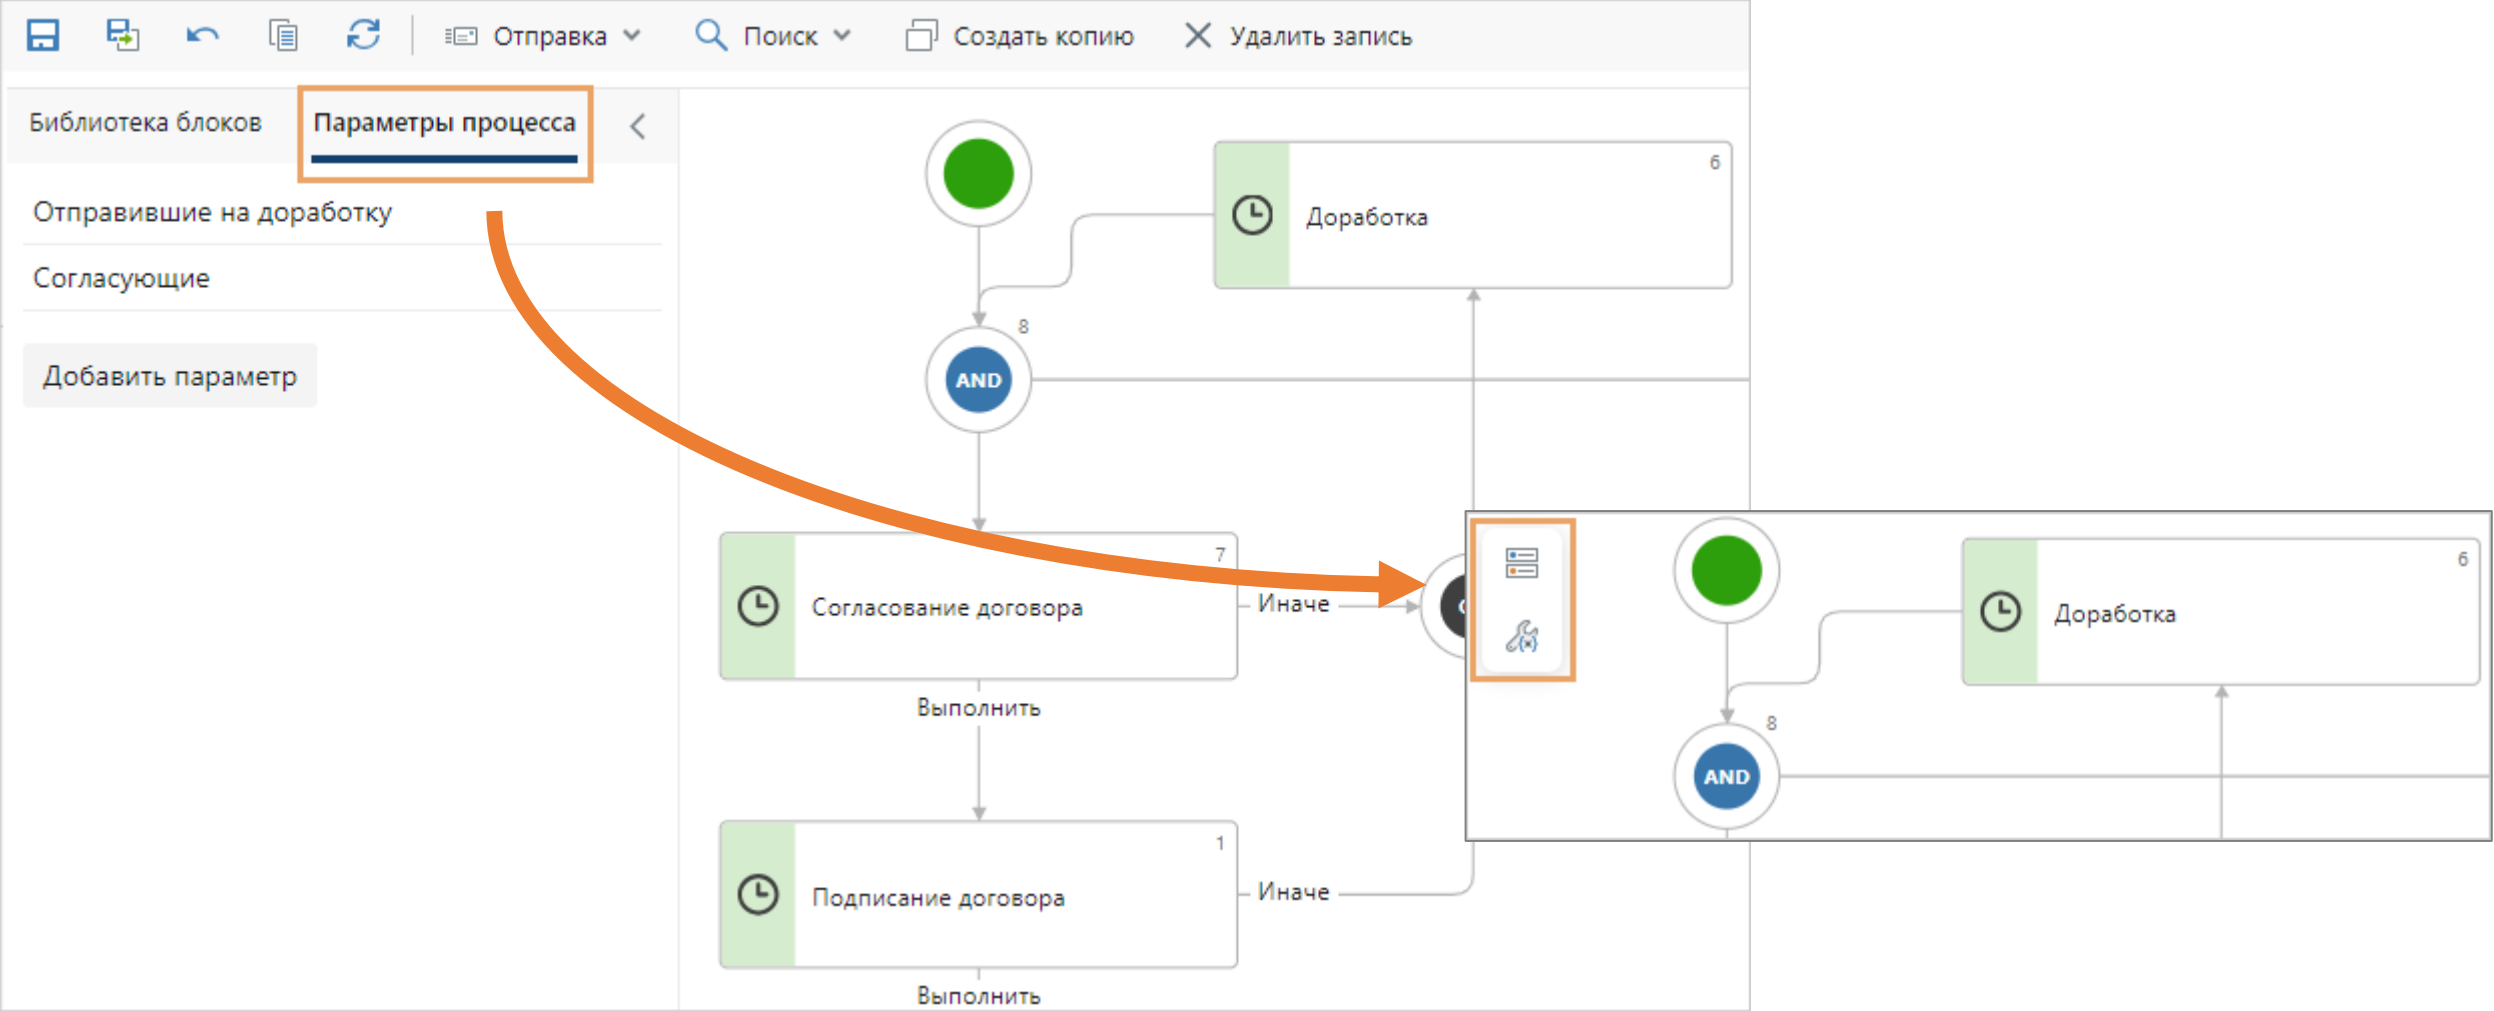 Отправка
Поиск
Создать копию
Удалить запись
Библиотека блоков
Параметры процесса
Отправившие на доработку
Согласующие
Добавить параметр
6
Доработка
8
AND
7
Согласование договора
Иначе
Выполнить
1
Подписание договора
Иначе
Выполнить
6
Доработка
8
AND